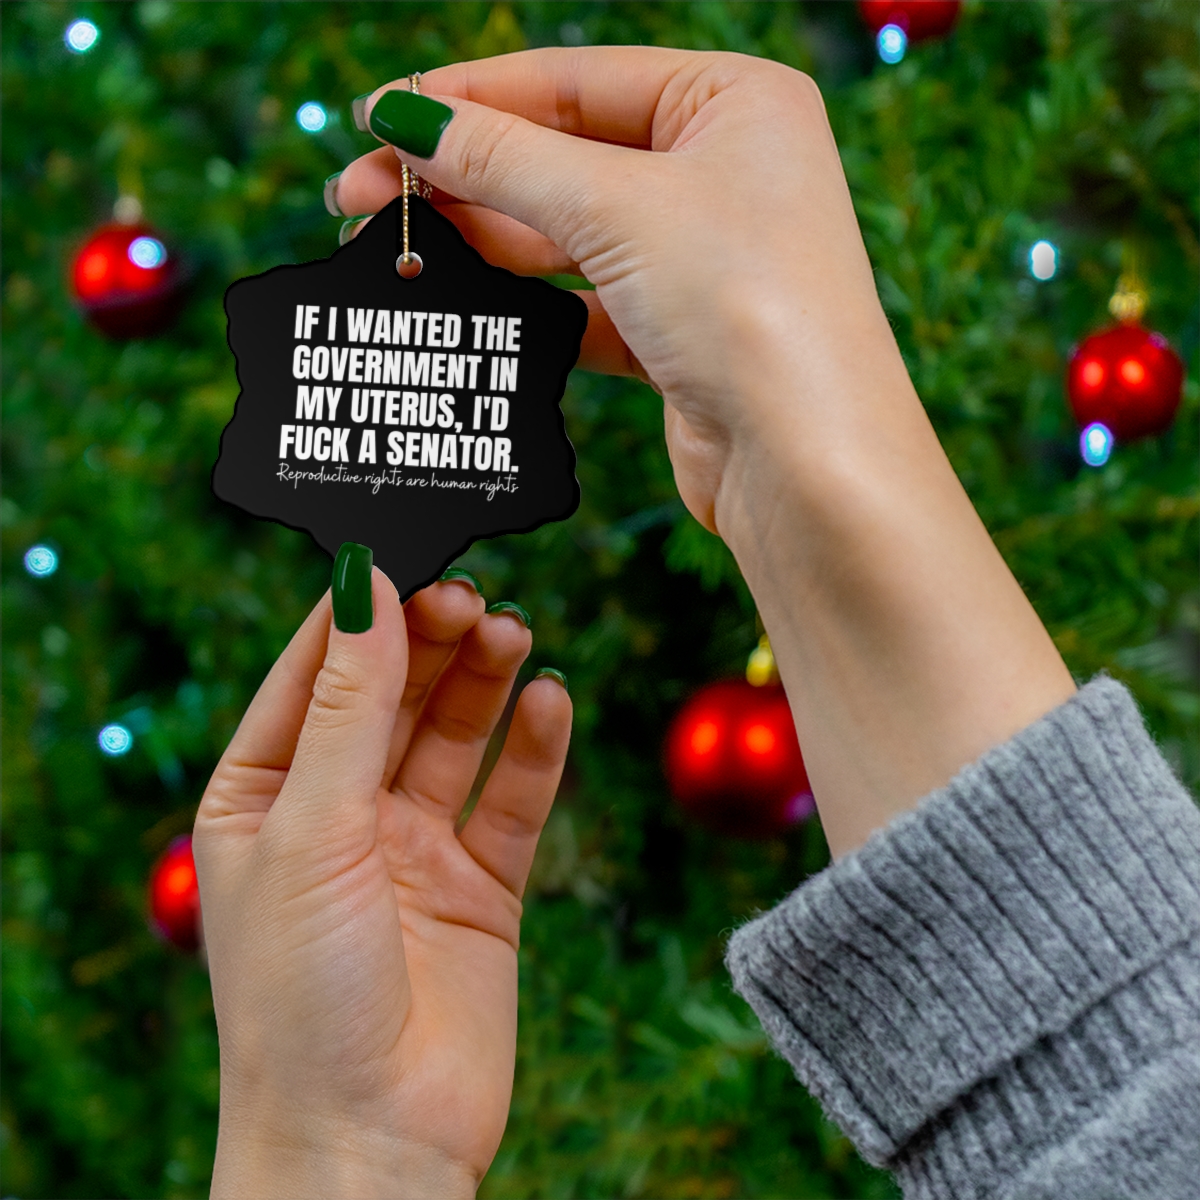 IF I WANTED THE
GOVERNMENT IN
MY UTERUS, I'D
FUCK A SENATOR.
Reproductive rights are human rights